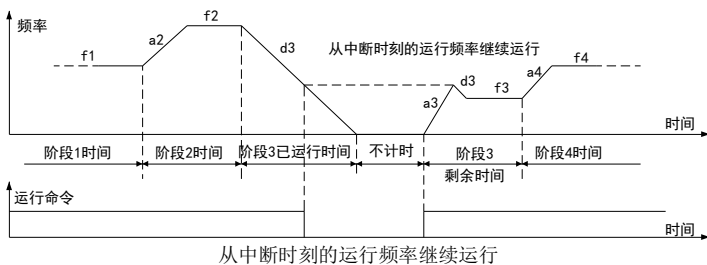 频率
f1
a2
f2
d3
从中断时刻的运行频率继续运行
a3
d3
f3
a4
f4
时间
阶段1时间
阶段2时间
阶段3已运行时间
不计时
阶段3
剩余时间
阶段4时间
运行命令
时间
从中断时刻的运行频率继续运行